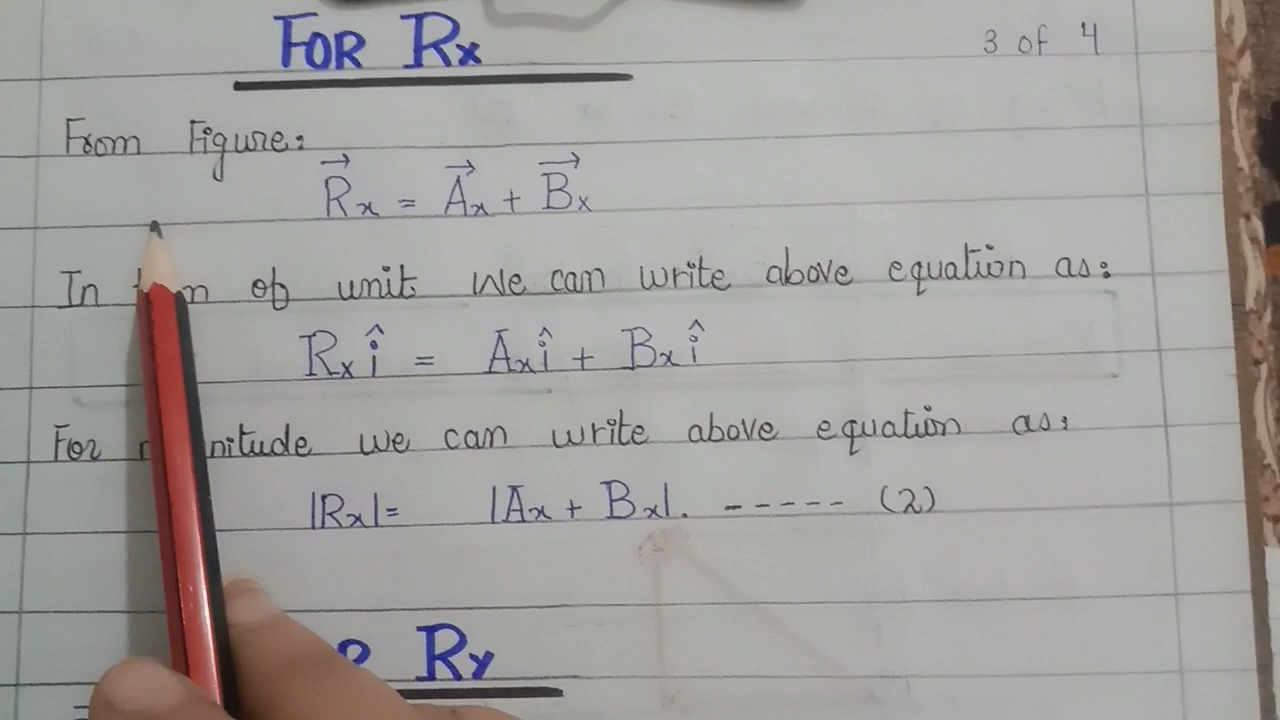 FOR Rx
3 of 4
From Figure:
R⃗x = A⃗x + B⃗x
In of unit we can write above equation as:
Rx î = Ax î + Bx î
For we can write above equation as:
|Rx| = |Ax + Bx|. ----- (2)
Ry